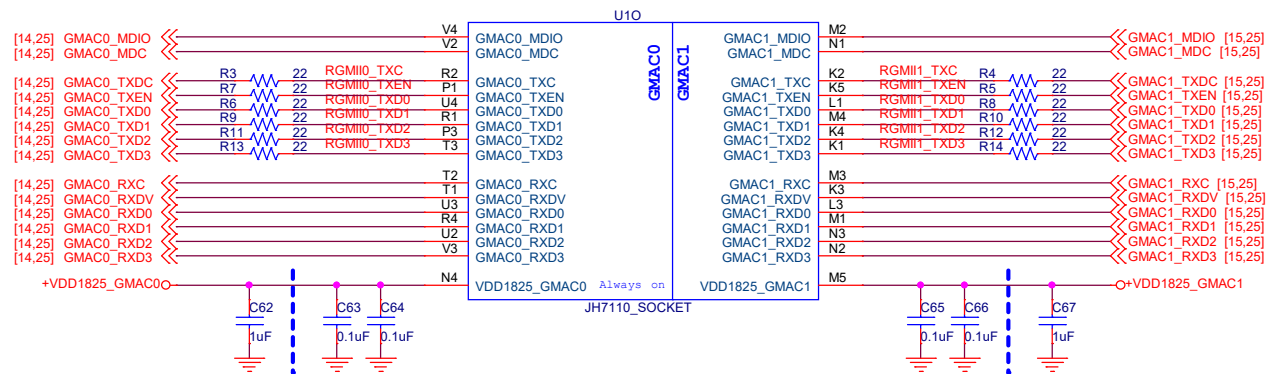 U1O
GMAC0
GMAC1
[14,25] GMAC0_MDIO V4 GMAC0_MDIO GMAC1_MDIO M2 GMAC1_MDIO [15,25]
[14,25] GMAC0_MDC V2 GMAC0_MDC GMAC1_MDC N1 GMAC1_MDC [15,25]
[14,25] GMAC0_TXDC R3 22 RGMII0_TXC R2 GMAC0_TXC GMAC1_TXC K2 RGMII1_TXC R4 22 GMAC1_TXDC [15,25]
[14,25] GMAC0_TXEN R7 22 RGMII0_TXEN P1 GMAC0_TXEN GMAC1_TXEN K5 RGMII1_TXEN R5 22 GMAC1_TXEN [15,25]
[14,25] GMAC0_TXD0 R6 22 RGMII0_TXD0 U4 GMAC0_TXD0 GMAC1_TXD0 L1 RGMII1_TXD0 R8 22 GMAC1_TXD0 [15,25]
[14,25] GMAC0_TXD1 R9 22 RGMII0_TXD1 R1 GMAC0_TXD1 GMAC1_TXD1 M4 RGMII1_TXD1 R10 22 GMAC1_TXD1 [15,25]
[14,25] GMAC0_TXD2 R11 22 RGMII0_TXD2 P3 GMAC0_TXD2 GMAC1_TXD2 K4 RGMII1_TXD2 R12 22 GMAC1_TXD2 [15,25]
[14,25] GMAC0_TXD3 R13 22 RGMII0_TXD3 T3 GMAC0_TXD3 GMAC1_TXD3 K1 RGMII1_TXD3 R14 22 GMAC1_TXD3 [15,25]
[14,25] GMAC0_RXC T2 GMAC0_RXC GMAC1_RXC M3 GMAC1_RXC [15,25]
[14,25] GMAC0_RXDV T1 GMAC0_RXDV GMAC1_RXDV K3 GMAC1_RXDV [15,25]
[14,25] GMAC0_RXD0 U3 GMAC0_RXD0 GMAC1_RXD0 L3 GMAC1_RXD0 [15,25]
[14,25] GMAC0_RXD1 R4 GMAC0_RXD1 GMAC1_RXD1 M1 GMAC1_RXD1 [15,25]
[14,25] GMAC0_RXD2 U2 GMAC0_RXD2 GMAC1_RXD2 N3 GMAC1_RXD2 [15,25]
[14,25] GMAC0_RXD3 V3 GMAC0_RXD3 GMAC1_RXD3 N2 GMAC1_RXD3 [15,25]
+VDD1825_GMAC0 N4 VDD1825_GMAC0 Always on VDD1825_GMAC1 M5 +VDD1825_GMAC1
JH7110_SOCKET
C62 C63 C64 C65 C66 C67
1uF 0.1uF 0.1uF 0.1uF 0.1uF 1uF